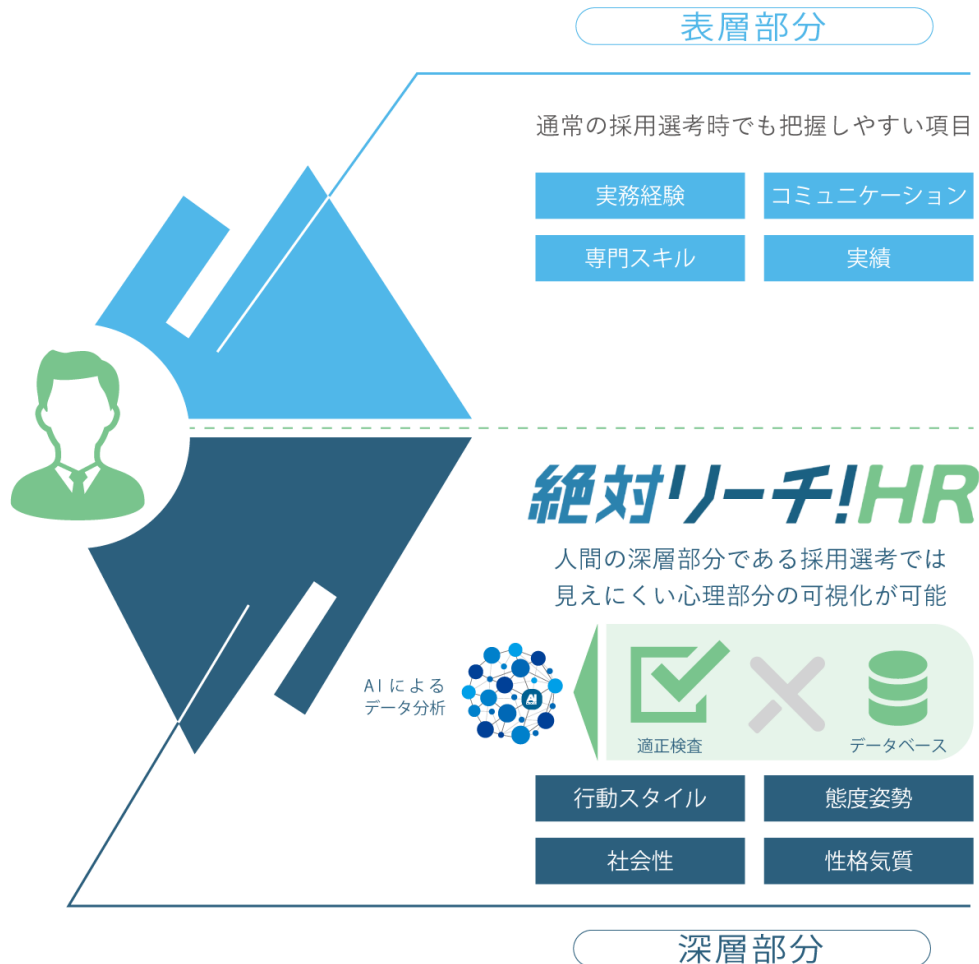 表層部分
通常の採用選考時でも把握しやすい項目
実務経験
コミュニケーション
専門スキル
実績
絶対リーチ!HR
人間の深層部分である採用選考では
見えにくい心理部分の可視化が可能
AIによる
データ分析
AI
適正検査
データベース
行動スタイル
態度姿勢
社会性
性格気質
深層部分